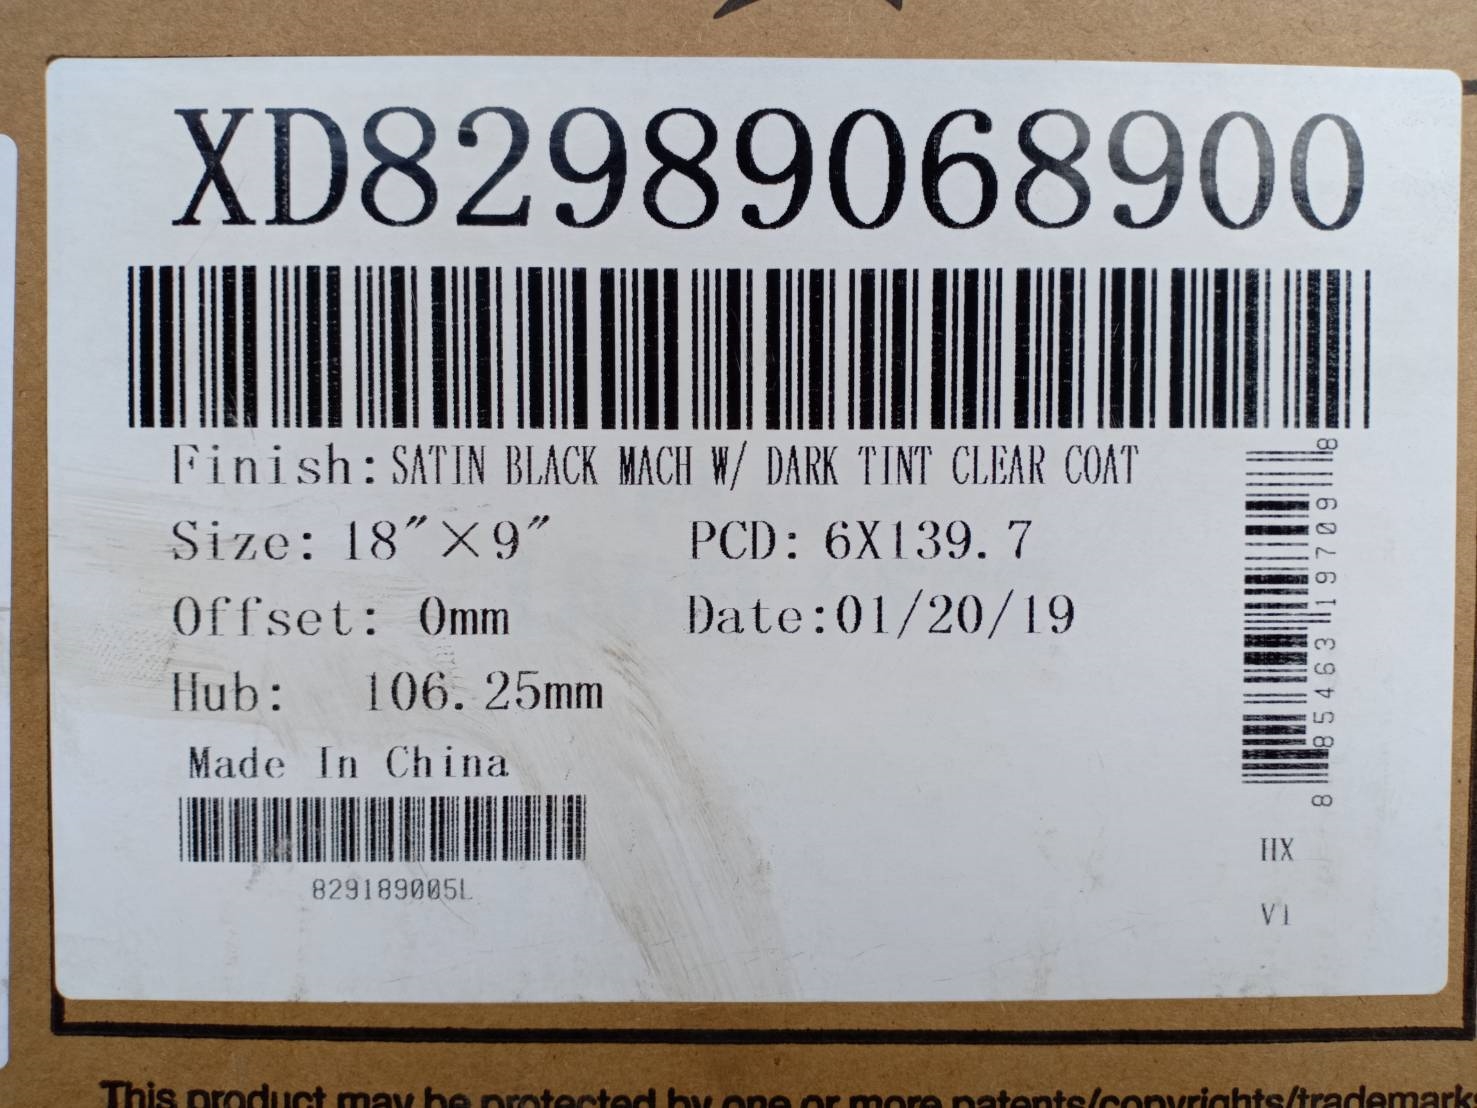 XD82989068900
Finish: SATIN BLACK MACH W/ DARK TINT CLEAR COAT
Size: 18"×9" PCD: 6X139.7
Offset: 0mm Date:01/20/19
Hub: 106.25mm
Made In China
829189005L
8 85463 19709 8
HX
V1
This product may be protected by one or more patents/copyrights/trademarks